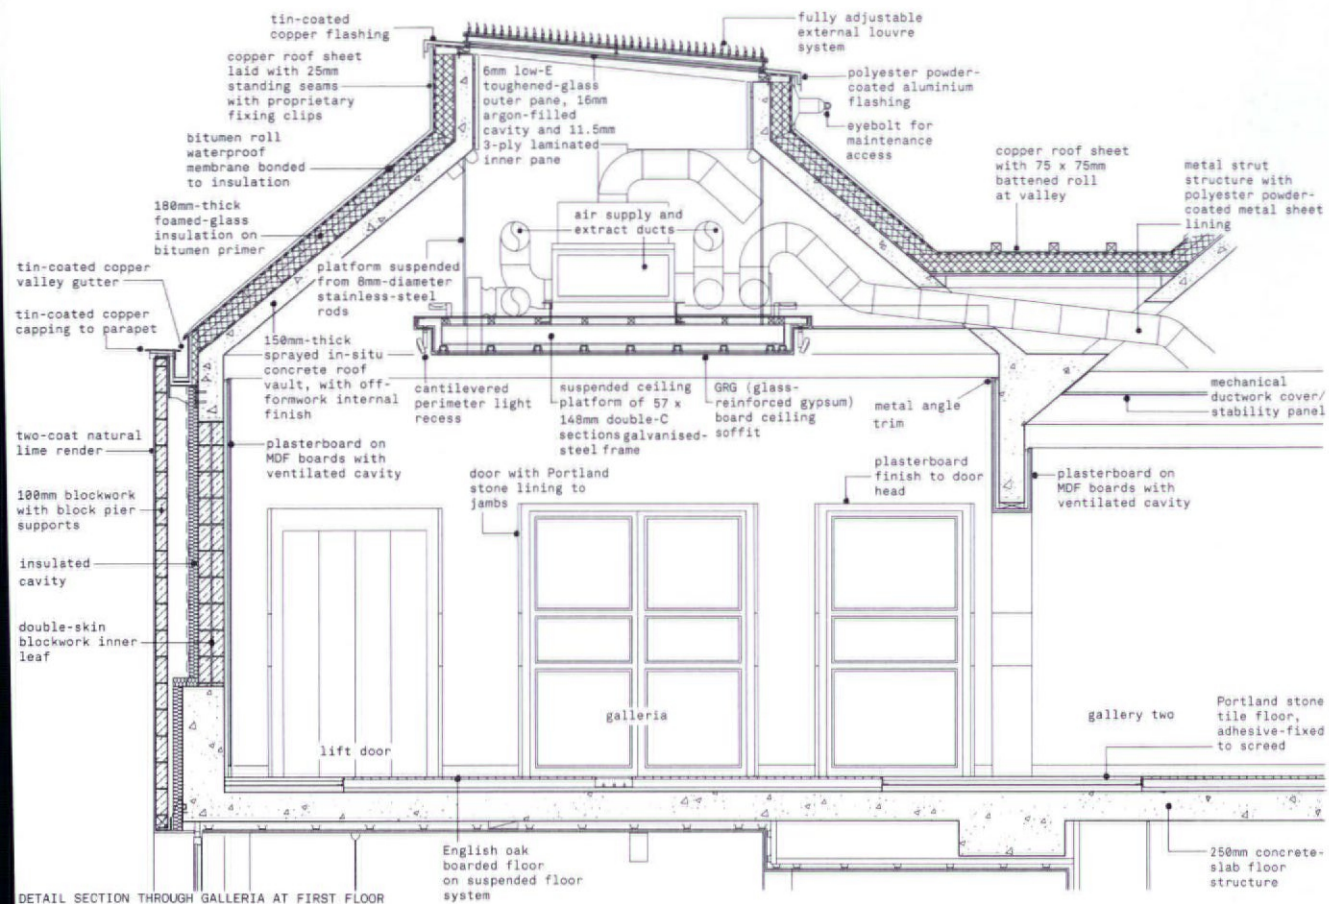 tin-coated
copper flashing
copper roof sheet
laid with 25mm
standing seams
with proprietary
fixing clips
bitumen roll
waterproof
membrane bonded
to insulation
180mm-thick
foamed-glass
insulation on
bitumen primer
tin-coated copper
valley gutter
tin-coated copper
capping to parapet
two-coat natural
lime render
100mm blockwork
with block pier
supports
insulated
cavity
double-skin
blockwork inner
leaf
6mm low-E
toughened-glass
outer pane, 16mm
argon-filled
cavity and 11.5mm
3-ply laminated
inner pane
fully adjustable
external louvre
system
polyester powder-
coated aluminium
flashing
eyebolt for
maintenance
access
copper roof sheet
with 75 x 75mm
battened roll
at valley
metal strut
structure with
polyester powder-
coated metal sheet
lining
air supply and
extract ducts
platform suspended
from 8mm-diameter
stainless-steel
rods
150mm-thick
sprayed in-situ
concrete roof
vault, with off-
formwork internal
finish
cantilevered
perimeter light
recess
suspended ceiling
platform of 57 x
148mm double-C
sections galvanised-
steel frame
GRG (glass-
reinforced gypsum)
board ceiling
soffit
metal angle
trim
mechanical
ductwork cover/
stability panel
plasterboard on
MDF boards with
ventilated cavity
door with Portland
stone lining to
jambs
plasterboard
finish to door
head
plasterboard on
MDF boards with
ventilated cavity
lift door
galleria
gallery two
Portland stone
tile floor,
adhesive-fixed
to screed
English oak
boarded floor
on suspended floor
system
250mm concrete-
slab floor
structure
DETAIL SECTION THROUGH GALLERIA AT FIRST FLOOR